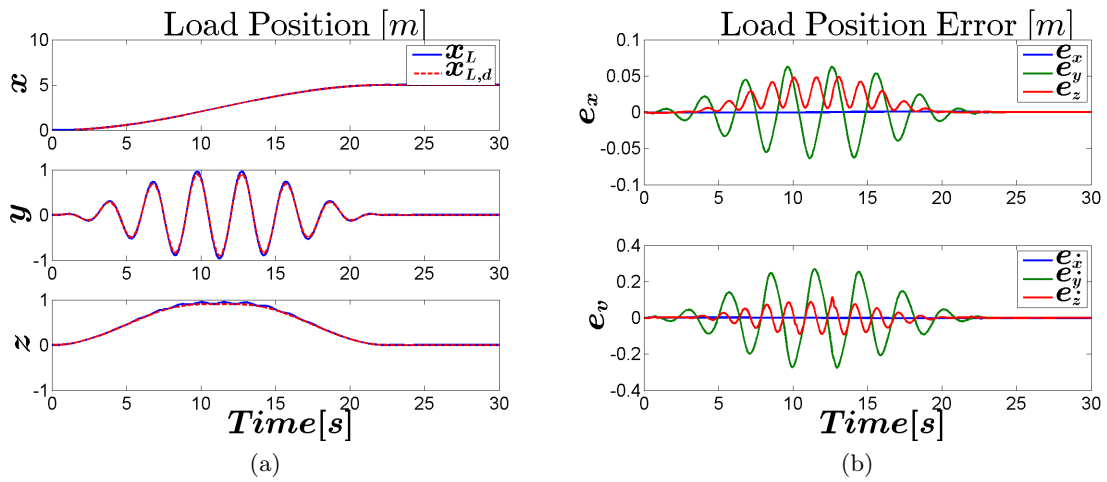 Load Position [m]
10
5
0
x
x_L
x_{L,d}
0 5 10 15 20 25 30
1
0
-1
y
0 5 10 15 20 25 30
1
0
-1
z
0 5 10 15 20 25 30
Time[s]
(a)
Load Position Error [m]
0.1
0.05
0
-0.05
-0.1
e_x
e_x
e_y
e_z
0 5 10 15 20 25 30
0.4
0.2
0
-0.2
-0.4
e_v
e_ẋ
e_ẏ
e_ż
0 5 10 15 20 25 30
Time[s]
(b)